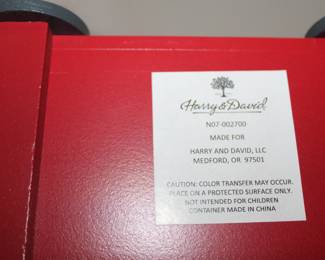 Harry & David
N07-002700
MADE FOR
HARRY AND DAVID, LLC
MEDFORD, OR 97501
CAUTION: COLOR TRANSFER MAY OCCUR.
PLACE ON A PROTECTED SURFACE ONLY.
NOT INTENDED FOR CHILDREN
CONTAINER MADE IN CHINA